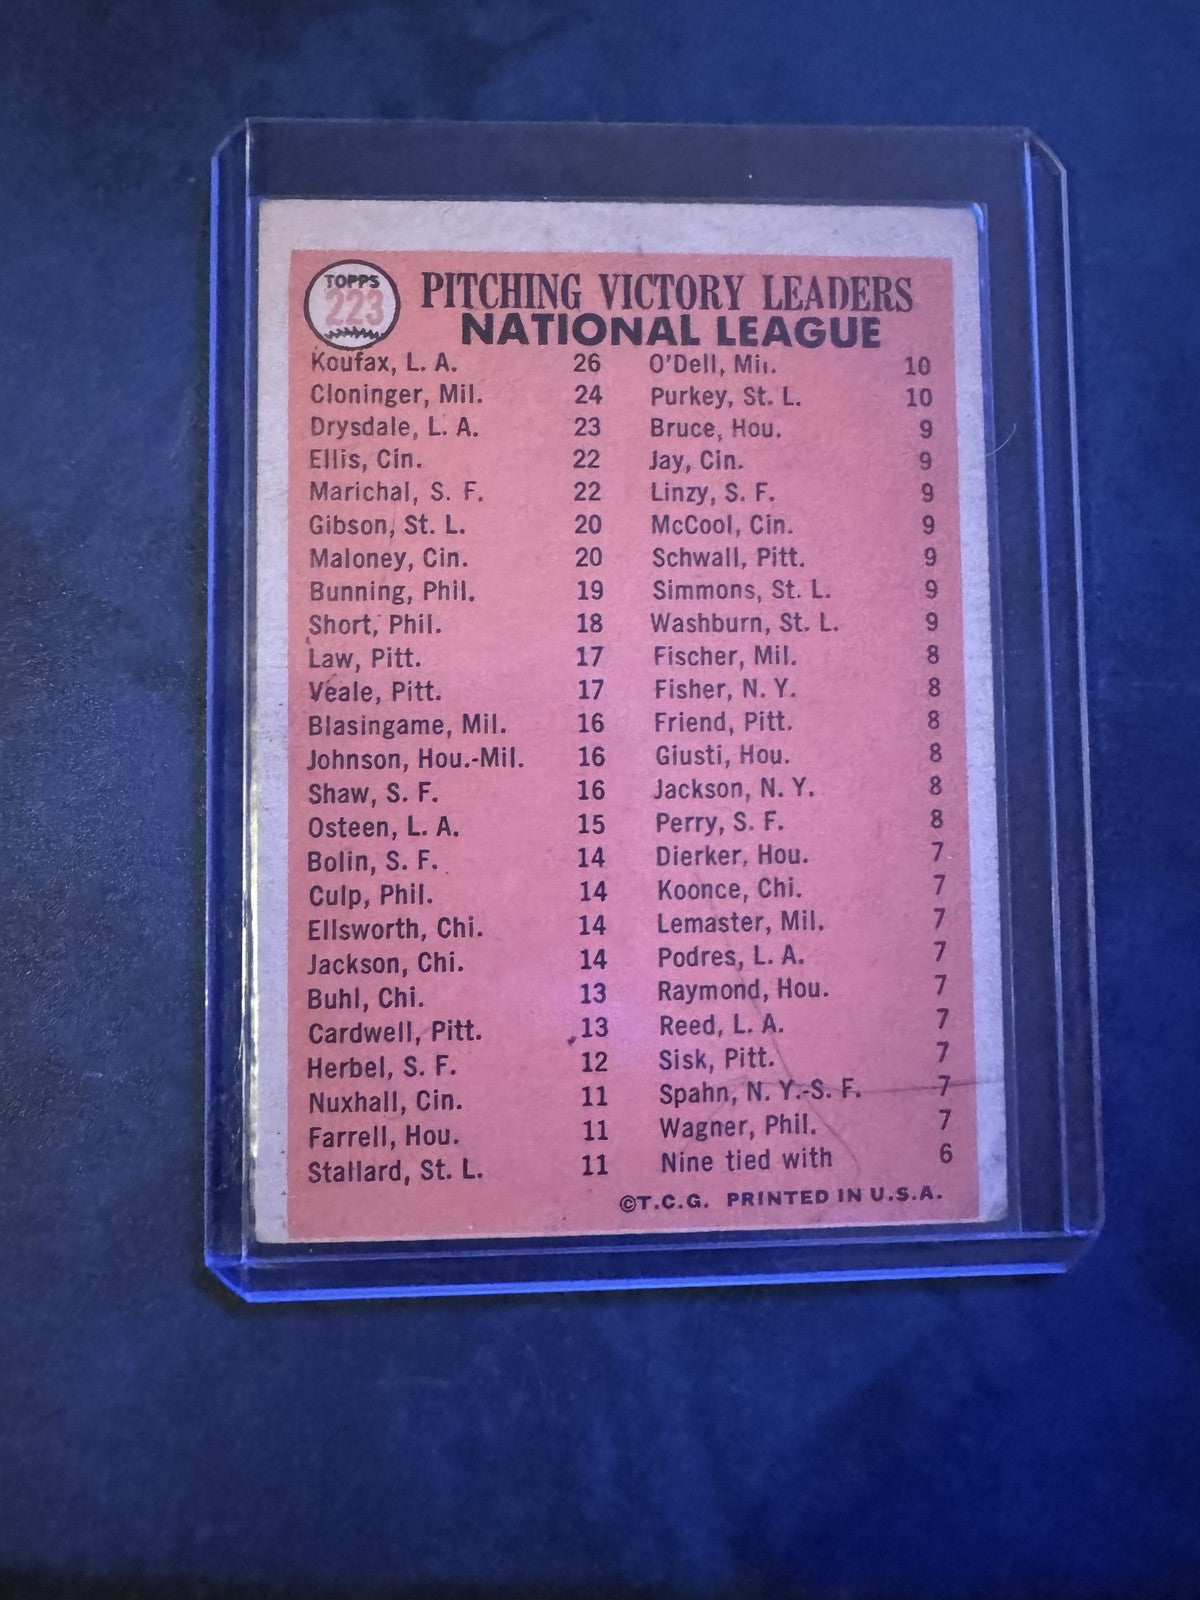 TOPPS
223
PITCHING VICTORY LEADERS
NATIONAL LEAGUE
Koufax, L. A. 26
Cloninger, Mil. 24
Drysdale, L. A. 23
Ellis, Cin. 22
Marichal, S. F. 22
Gibson, St. L. 20
Maloney, Cin. 20
Bunning, Phil. 19
Short, Phil. 18
Law, Pitt. 17
Veale, Pitt. 17
Blasingame, Mil. 16
Johnson, Hou.-Mil. 16
Shaw, S. F. 16
Osteen, L. A. 15
Bolin, S. F. 14
Culp, Phil. 14
Ellsworth, Chi. 14
Jackson, Chi. 14
Buhl, Chi. 13
Cardwell, Pitt. 13
Herbel, S. F. 12
Nuxhall, Cin. 11
Farrell, Hou. 11
Stallard, St. L. 11
O'Dell, Mil. 10
Purkey, St. L. 10
Bruce, Hou. 9
Jay, Cin. 9
Linzy, S. F. 9
McCool, Cin. 9
Schwall, Pitt. 9
Simmons, St. L. 9
Washburn, St. L. 9
Fischer, Mil. 8
Fisher, N. Y. 8
Friend, Pitt. 8
Giusti, Hou. 8
Jackson, N. Y. 8
Perry, S. F. 8
Dierker, Hou. 7
Koonce, Chi. 7
Lemaster, Mil. 7
Podres, L. A. 7
Raymond, Hou. 7
Reed, L. A. 7
Sisk, Pitt. 7
Spahn, N. Y.-S. F. 7
Wagner, Phil. 7
Nine tied with 6
©T.C.G. PRINTED IN U.S.A.